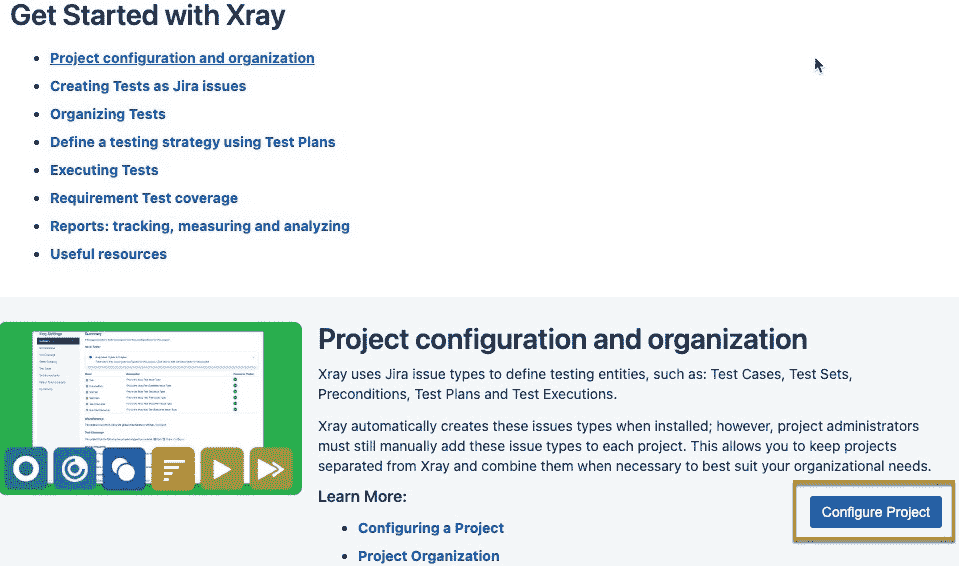 Get Started with Xray
Project configuration and organization
Creating Tests as Jira issues
Organizing Tests
Define a testing strategy using Test Plans
Executing Tests
Requirement Test coverage
Reports: tracking, measuring and analyzing
Useful resources
Summary
Project configuration and organization
Xray uses Jira issue types to define testing entities, such as: Test Cases, Test Sets,
Preconditions, Test Plans and Test Executions.
Xray automatically creates these issues types when installed; however, project administrators
must still manually add these issue types to each project. This allows you to keep projects
separated from Xray and combine them when necessary to best suit your organizational needs.
Learn More:
Configuring a Project
Project Organization
Configure Project